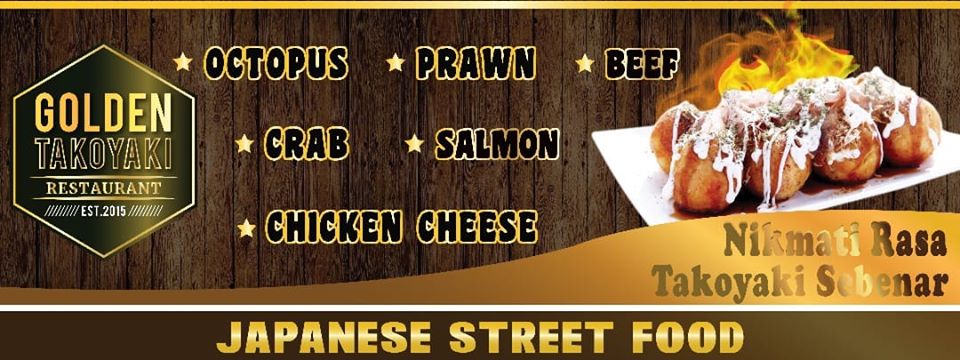 GOLDEN
TAKOYAKI
RESTAURANT
EST.2015
OCTOPUS
PRAWN
BEEF
CRAB
SALMON
CHICKEN CHEESE
Nikmati Rasa
Takoyaki Sebenar
JAPANESE STREET FOOD